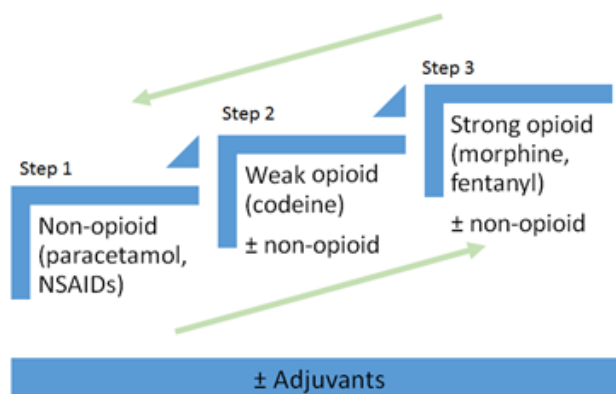 Step 1
Non-opioid
(paracetamol,
NSAIDs)
Step 2
Weak opioid
(codeine)
± non-opioid
Step 3
Strong opioid
(morphine,
fentanyl)
± non-opioid
± Adjuvants